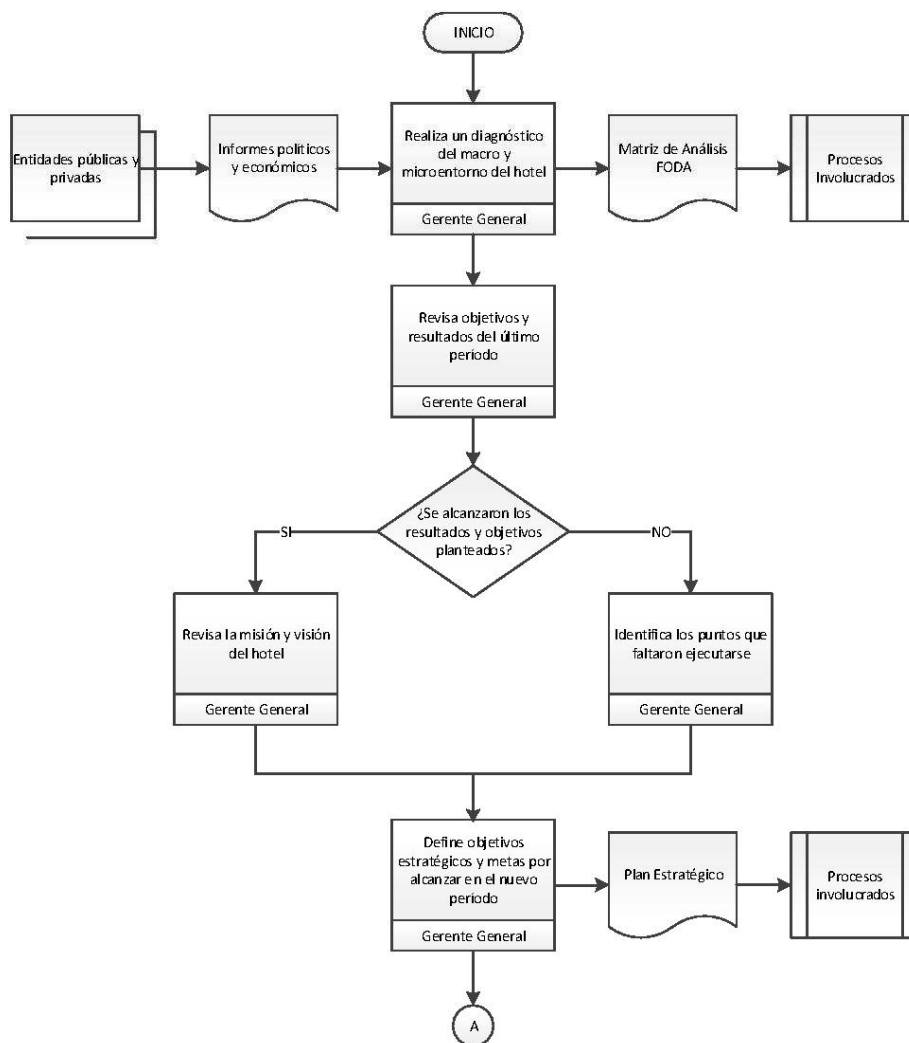 INICIO
Entidades públicas y
privadas
Informes políticos
y económicos
Realiza un diagnóstico
del macro y
microentorno del hotel
Gerente General
Matriz de Análisis
FODA
Procesos
Involucrados
Revisa objetivos y
resultados del último
período
Gerente General
¿Se alcanzaron los
resultados y objetivos
planteados?
SI
NO
Revisa la misión y visión
del hotel
Gerente General
Identifica los puntos que
faltaron ejecutarse
Gerente General
Define objetivos
estratégicos y metas por
alcanzar en el nuevo
período
Gerente General
Plan Estratégico
Procesos
involucrados
A